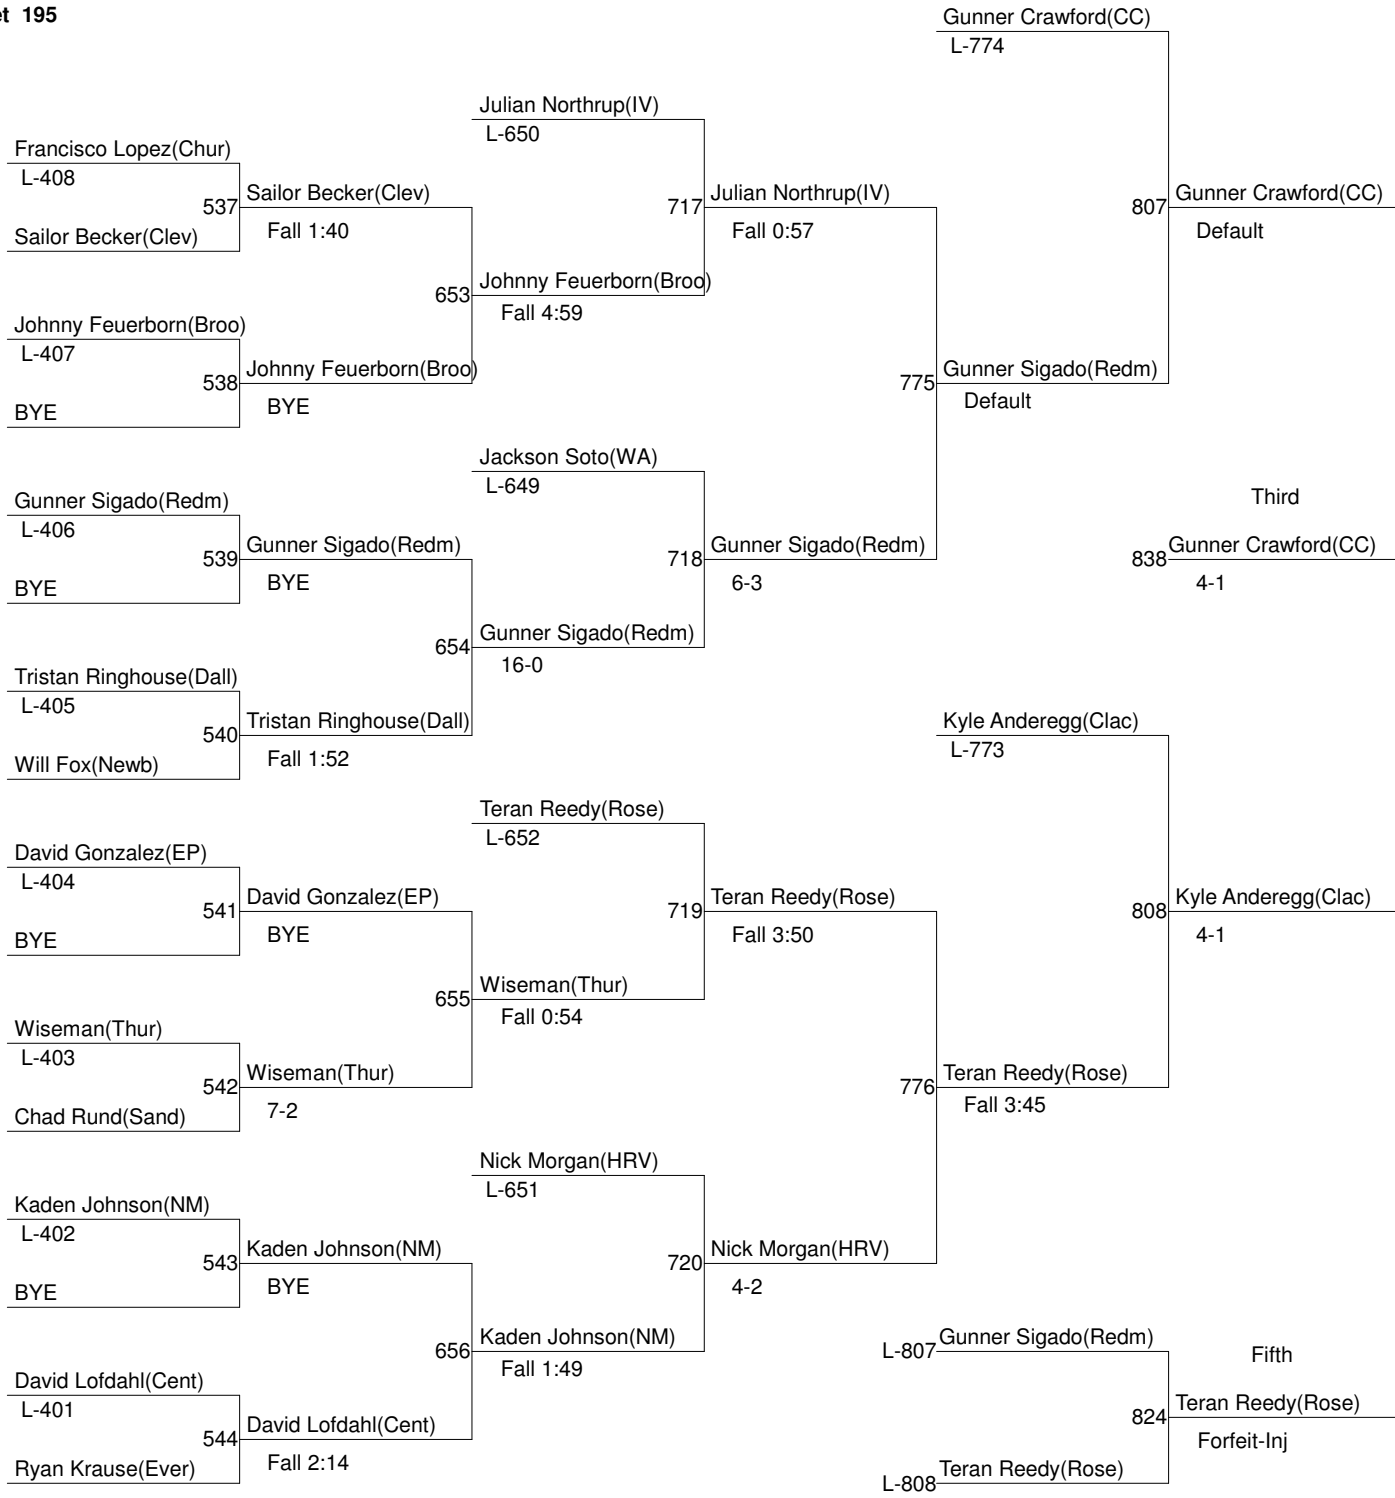 t 195
Gunner Crawford(CC)
L-774
Julian Northrup(IV)
L-650
Francisco Lopez(Chur)
L-408
537
Sailor Becker(Clev)
Fall 1:40
717
Julian Northrup(IV)
Fall 0:57
807
Gunner Crawford(CC)
Default
Sailor Becker(Clev)
653
Johnny Feuerborn(Broo)
Fall 4:59
Johnny Feuerborn(Broo)
L-407
538
Johnny Feuerborn(Broo)
BYE
775
Gunner Sigado(Redm)
Default
BYE
Jackson Soto(WA)
L-649
Gunner Sigado(Redm)
L-406
Third
539
Gunner Sigado(Redm)
BYE
718
Gunner Sigado(Redm)
6-3
838
Gunner Crawford(CC)
4-1
BYE
654
Gunner Sigado(Redm)
16-0
Tristan Ringhouse(Dall)
L-405
540
Tristan Ringhouse(Dall)
Fall 1:52
Kyle Anderegg(Clac)
L-773
Will Fox(Newb)
Teran Reedy(Rose)
L-652
David Gonzalez(EP)
L-404
541
David Gonzalez(EP)
BYE
719
Teran Reedy(Rose)
Fall 3:50
808
Kyle Anderegg(Clac)
4-1
BYE
655
Wiseman(Thur)
Fall 0:54
Wiseman(Thur)
L-403
542
Wiseman(Thur)
7-2
776
Teran Reedy(Rose)
Fall 3:45
Chad Rund(Sand)
Nick Morgan(HRV)
L-651
Kaden Johnson(NM)
L-402
543
Kaden Johnson(NM)
BYE
720
Nick Morgan(HRV)
4-2
BYE
656
Kaden Johnson(NM)
Fall 1:49
L-807
Gunner Sigado(Redm)
Fifth
David Lofdahl(Cent)
L-401
544
David Lofdahl(Cent)
Fall 2:14
824
Teran Reedy(Rose)
Forfeit-Inj
Ryan Krause(Ever)
L-808
Teran Reedy(Rose)